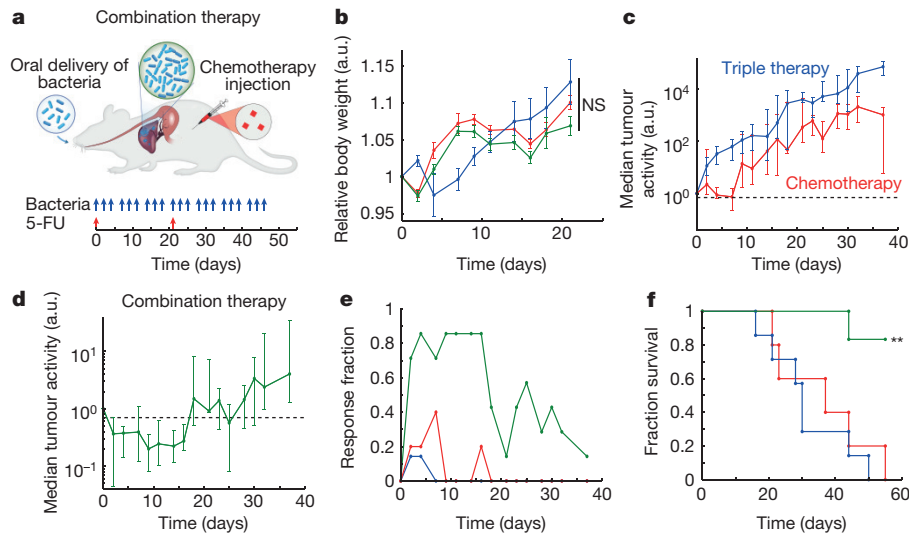 a
Combination therapy
Oral delivery of
bacteria
Chemotherapy
injection
Bacteria
5-FU
0 10 20 30 40 50
Time (days)
b
Relative body weight (a.u.)
1.15
1.1
1.05
1
0.95
NS
0 10 20
Time (days)
c
Median tumour
activity (a.u.)
10⁴
10²
10⁰
Triple therapy
Chemotherapy
0 10 20 30 40
Time (days)
d
Combination therapy
Median tumour activity (a.u.)
10¹
10⁰
10⁻¹
0 10 20 30 40
Time (days)
e
Response fraction
1
0.8
0.4
0
0 10 20 30 40
Time (days)
f
Fraction survival
1
0.8
0.6
0.4
0.2
0
**
0 20 40 60
Time (days)